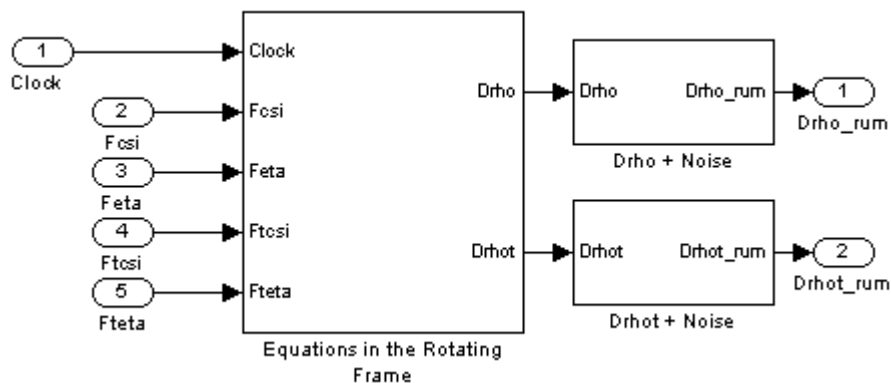 1
Clock
2
Fcsi
3
Feta
4
Ftcsi
5
Fteta
Clock
Fcsi
Feta
Ftcsi
Fteta
Drho
Drhot
Equations in the Rotating
Frame
Drho Drho_rum
Drho + Noise
Drhot Drhot_rum
Drhot + Noise
1
Drho_rum
2
Drhot_rum